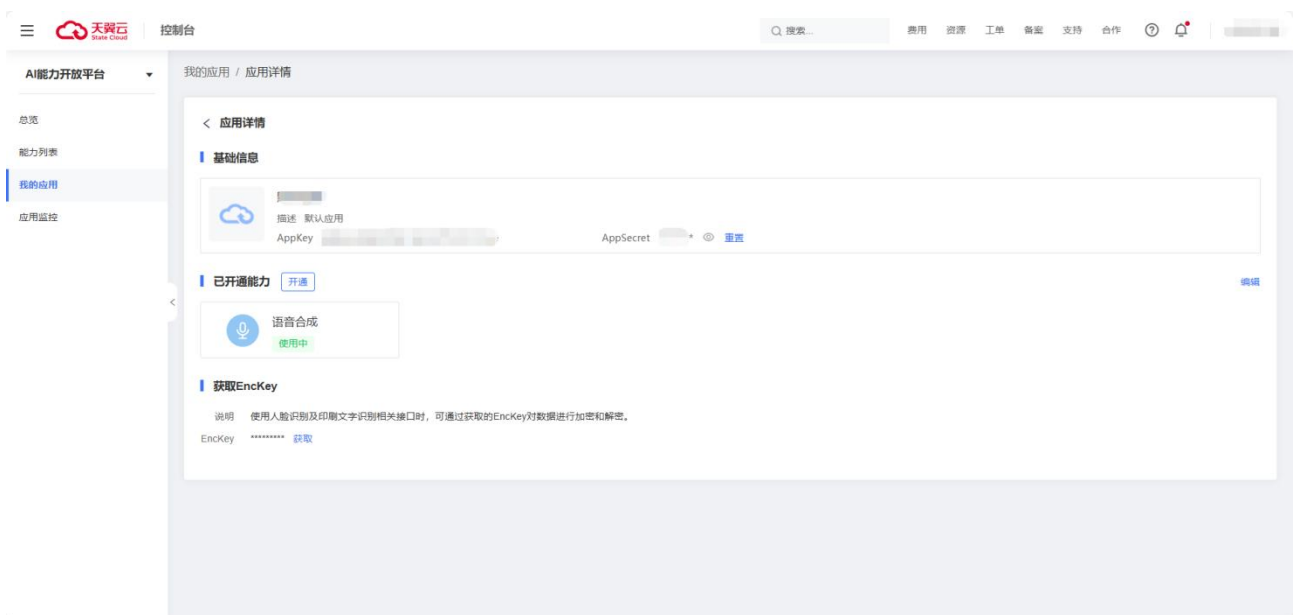 天翼云
State Cloud
控制台
搜索...
费用
资源
工单
备案
支持
合作
AI能力开放平台
总览
能力列表
我的应用
应用监控
我的应用 / 应用详情
< 应用详情
基础信息
描述 默认应用
AppKey
AppSecret * 重置
已开通能力 开通 编辑
语音合成
使用中
获取EncKey
说明 使用人脸识别及印刷文字识别相关接口时，可通过获取的EncKey对数据进行加密和解密。
EncKey ********* 获取